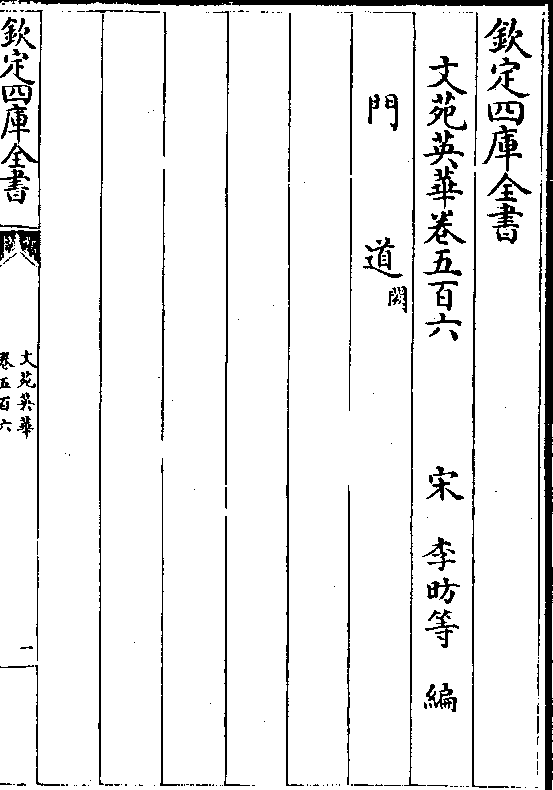 欽定四庫全書
文苑英華卷五百六　宋　李昉等　編
門　道闕
欽定四庫全書
文苑英華
卷五百六
一